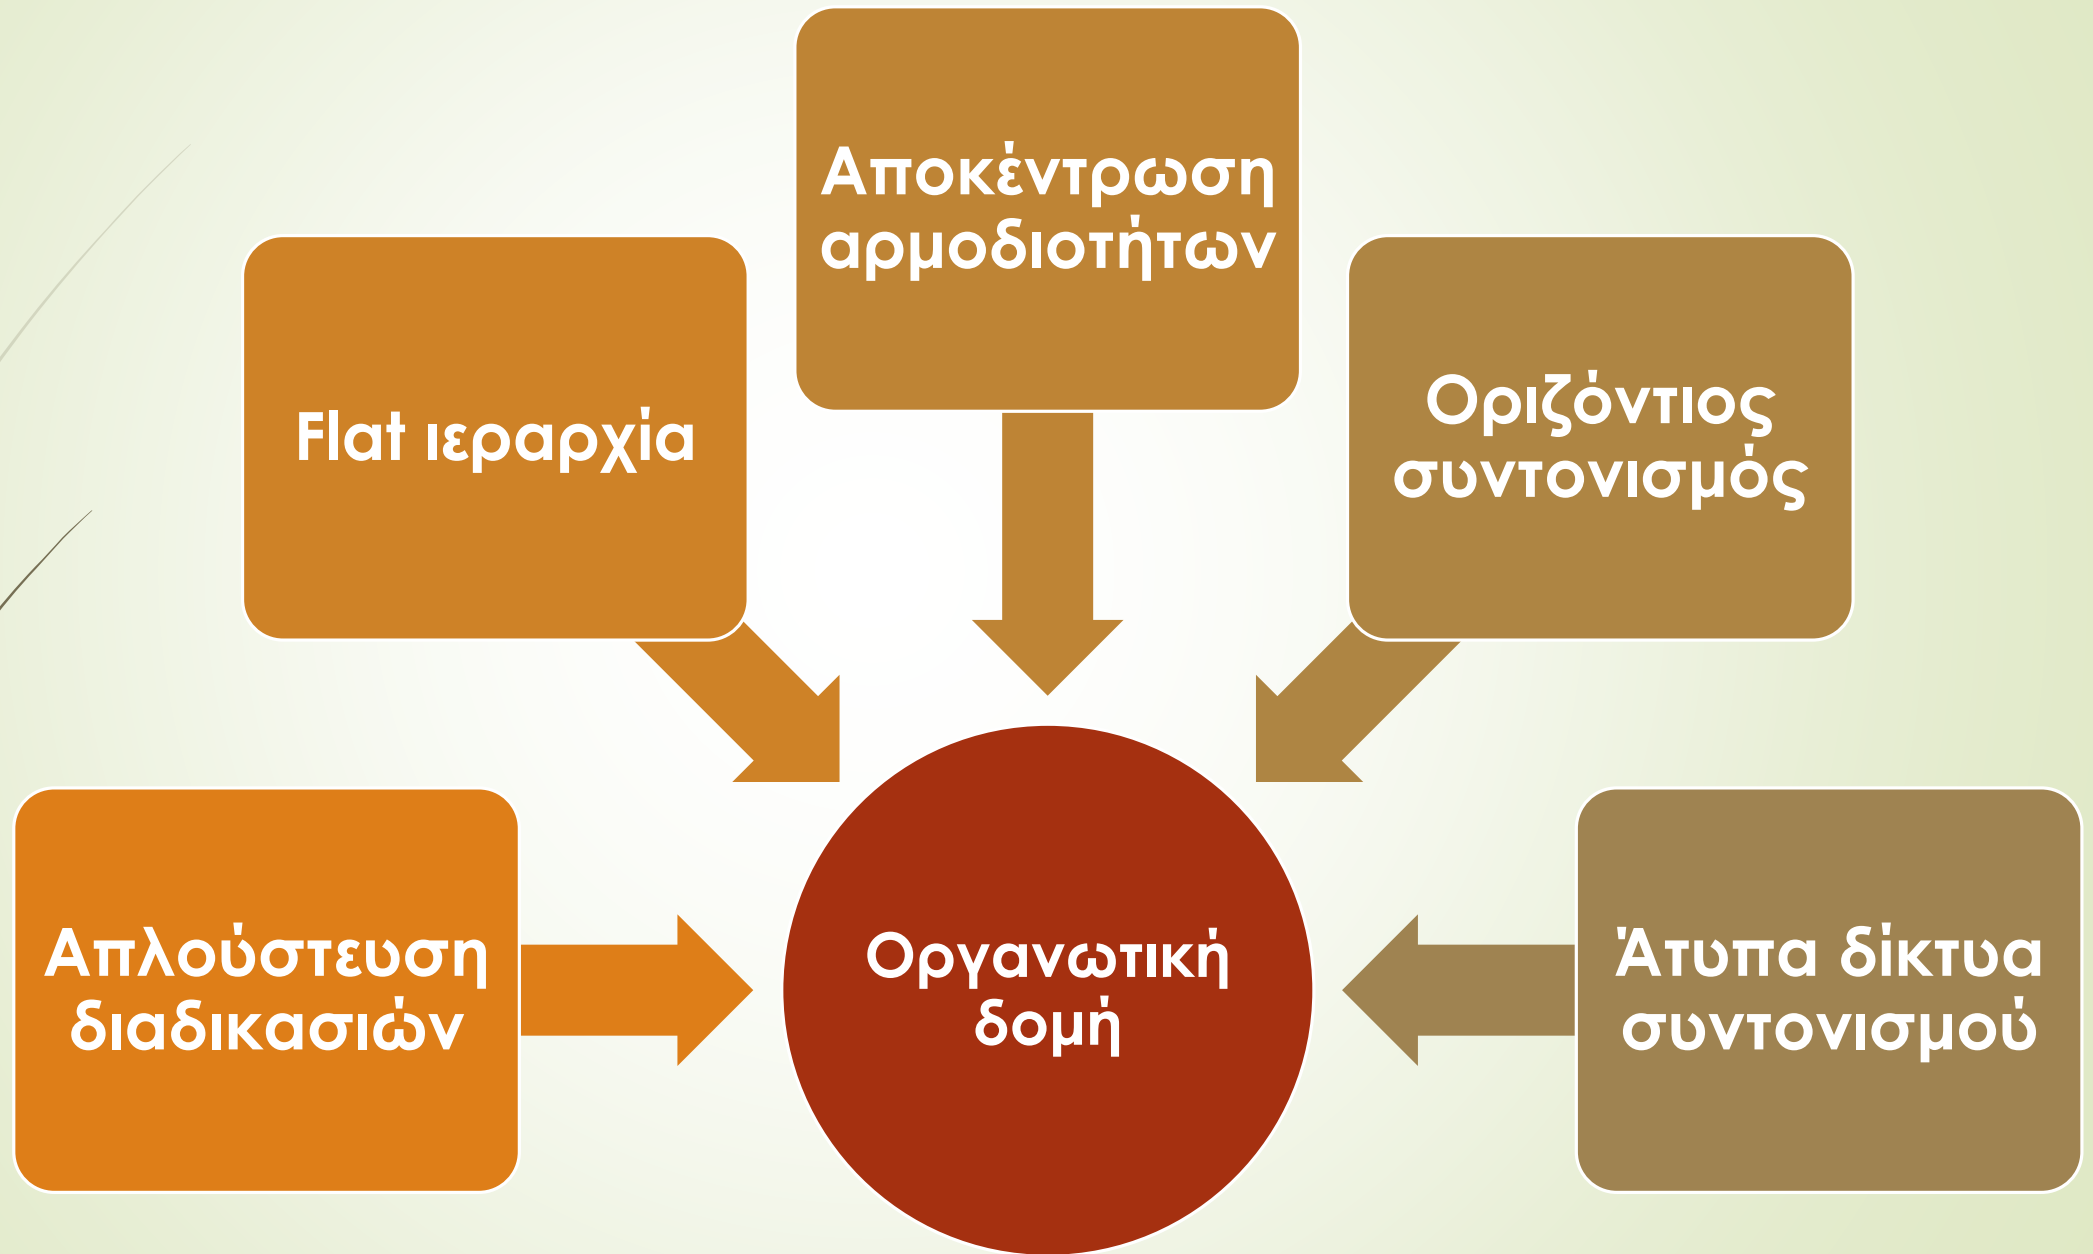 Αποκέντρωση
αρμοδιοτήτων
Flat ιεραρχία
Οριζόντιος
συντονισμός
Απλούστευση
διαδικασιών
Οργανωτική
δομή
Άτυπα δίκτυα
συντονισμού